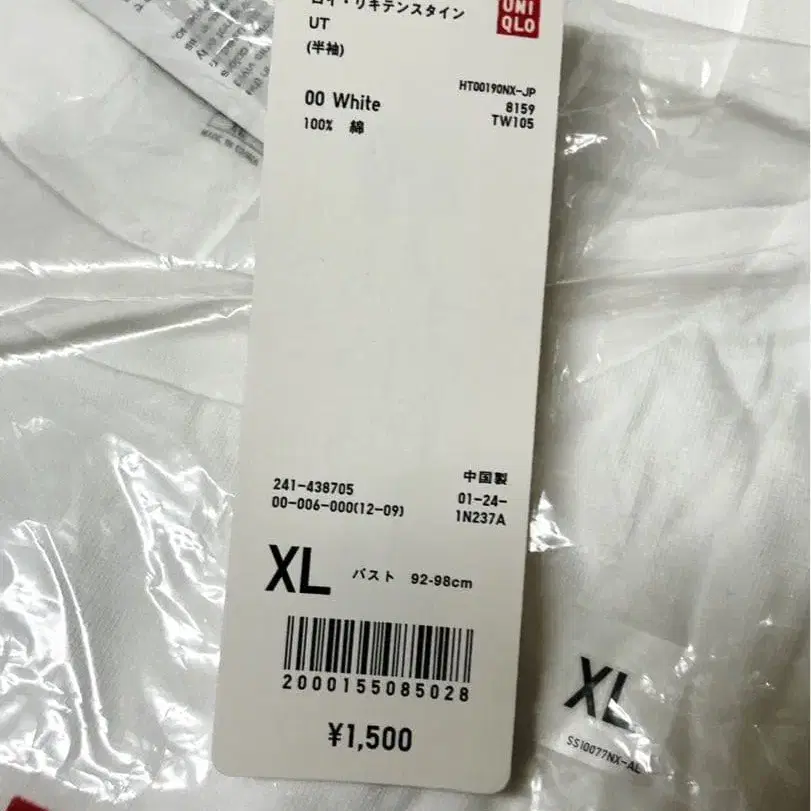 ロイ・リキテンスタイン
UNI
QLO
UT
(半袖)
HT00190NX-JP
00 White
8159
100% 綿
TW105
中国製
241-438705
01-24-
00-006-000(12-09)
1N237A
XL バスト 92-98cm
2000155085028
¥1,500
XL
SS10077NX-AL